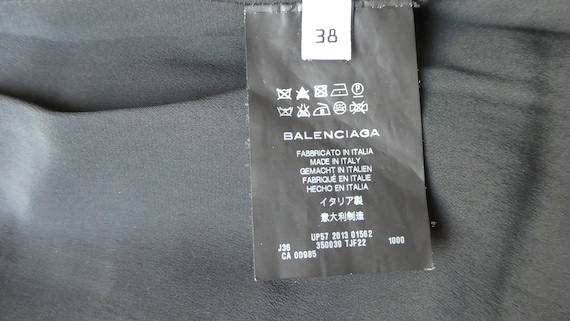 38
BALENCIAGA
FABBRICATO IN ITALIA
MADE IN ITALY
GEMACHT IN ITALIEN
FABRIQUÉ EN ITALIE
HECHO EN ITALIA
イタリア製
意大利制造
UP57 2013 01562
J36 350039 TJF22 1000
CA 00985